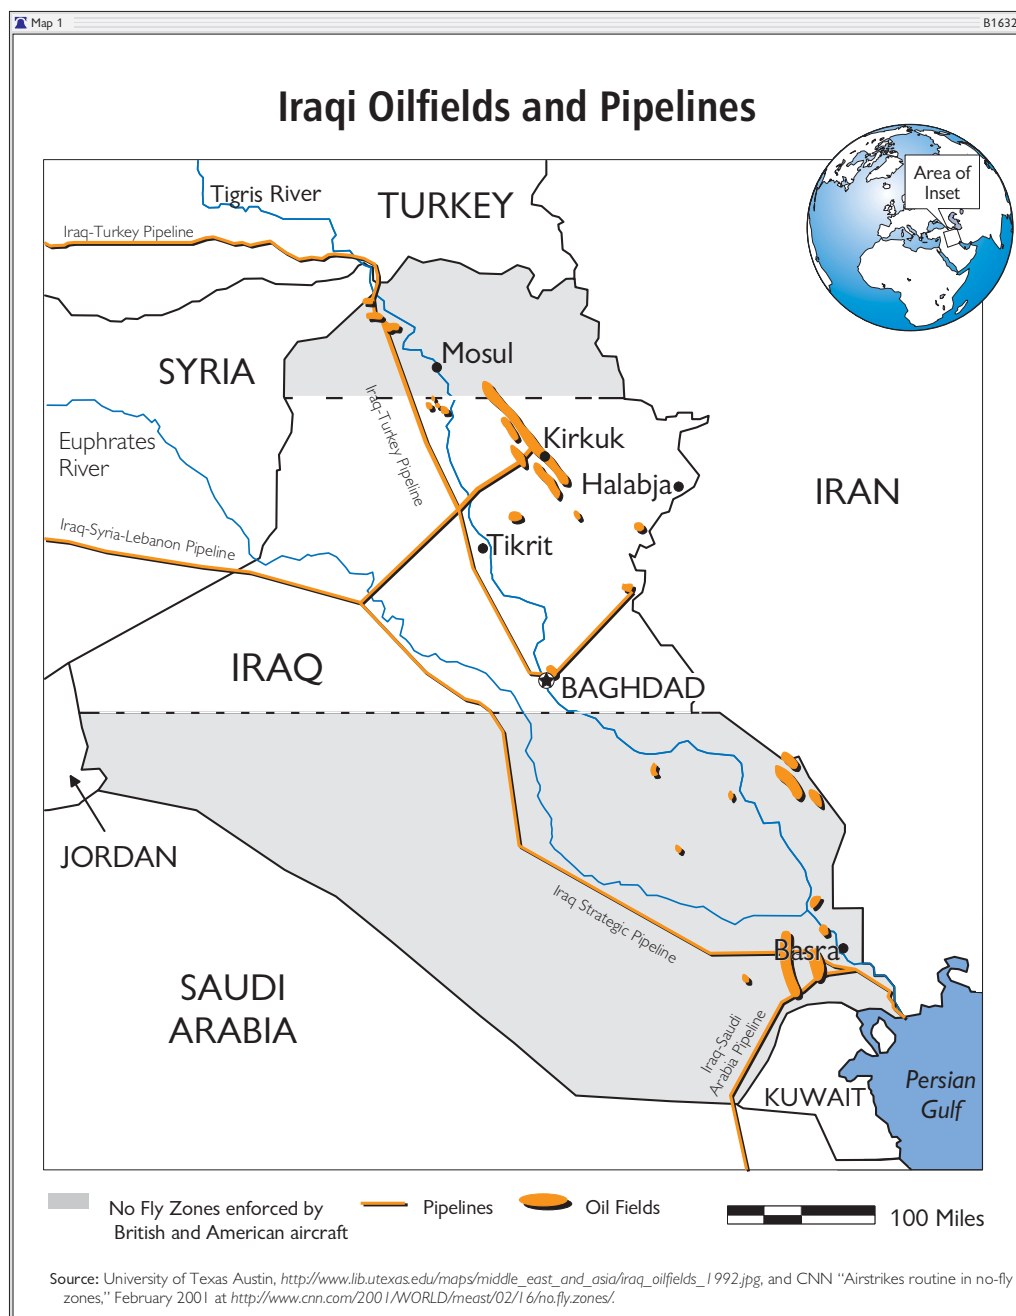 Map 1
B1632
Iraqi Oilfields and Pipelines
Area of
Inset
Tigris River
TURKEY
Iraq-Turkey Pipeline
SYRIA
Mosul
Iraq-Turkey Pipeline
Euphrates
River
Kirkuk
Halabja
IRAN
Iraq-Syria-Lebanon Pipeline
Tikrit
IRAQ
BAGHDAD
JORDAN
Iraq Strategic Pipeline
Basra
SAUDI
ARABIA
Iraq-Saudi
Arabia Pipeline
KUWAIT
Persian
Gulf
No Fly Zones enforced by
British and American aircraft
Pipelines
Oil Fields
100 Miles
Source: University of Texas Austin, http://www.lib.utexas.edu/maps/middle_east_and_asia/iraq_oilfields_1992.jpg, and CNN “Airstrikes routine in no-fly
zones,” February 2001 at http://www.cnn.com/2001/WORLD/meast/02/16/no.fly.zones/.